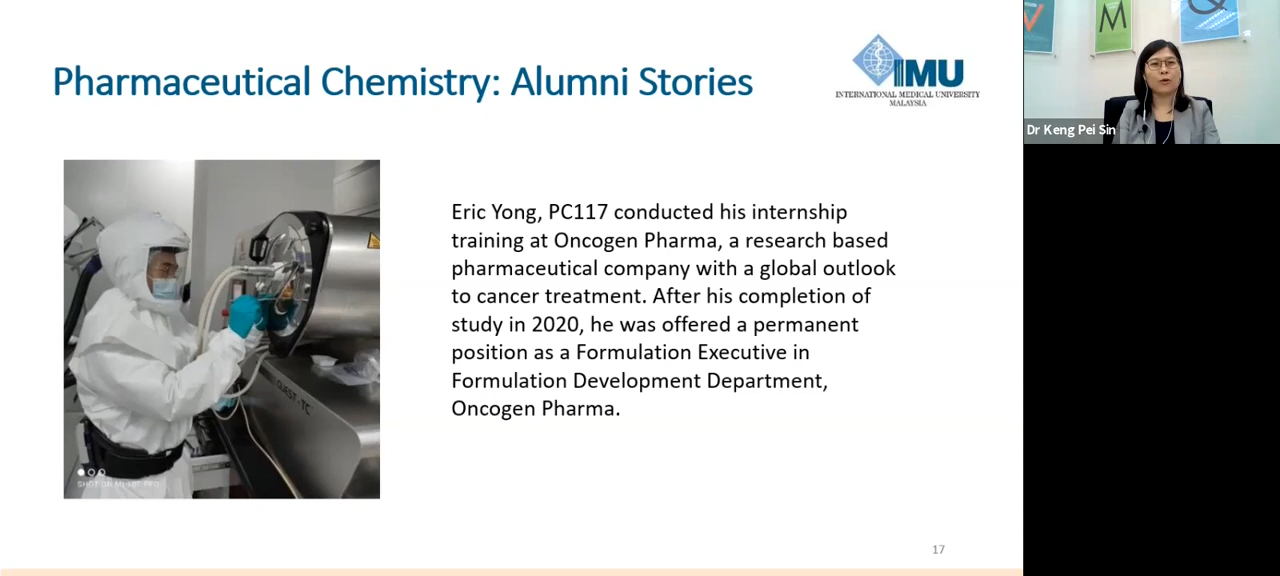 Pharmaceutical Chemistry: Alumni Stories
IMU
INTERNATIONAL MEDICAL UNIVERSITY
MALAYSIA
M
Dr Keng Pei Sin
Eric Yong, PC117 conducted his internship
training at Oncogen Pharma, a research based
pharmaceutical company with a global outlook
to cancer treatment. After his completion of
study in 2020, he was offered a permanent
position as a Formulation Executive in
Formulation Development Department,
Oncogen Pharma.
QUEST-TC
17